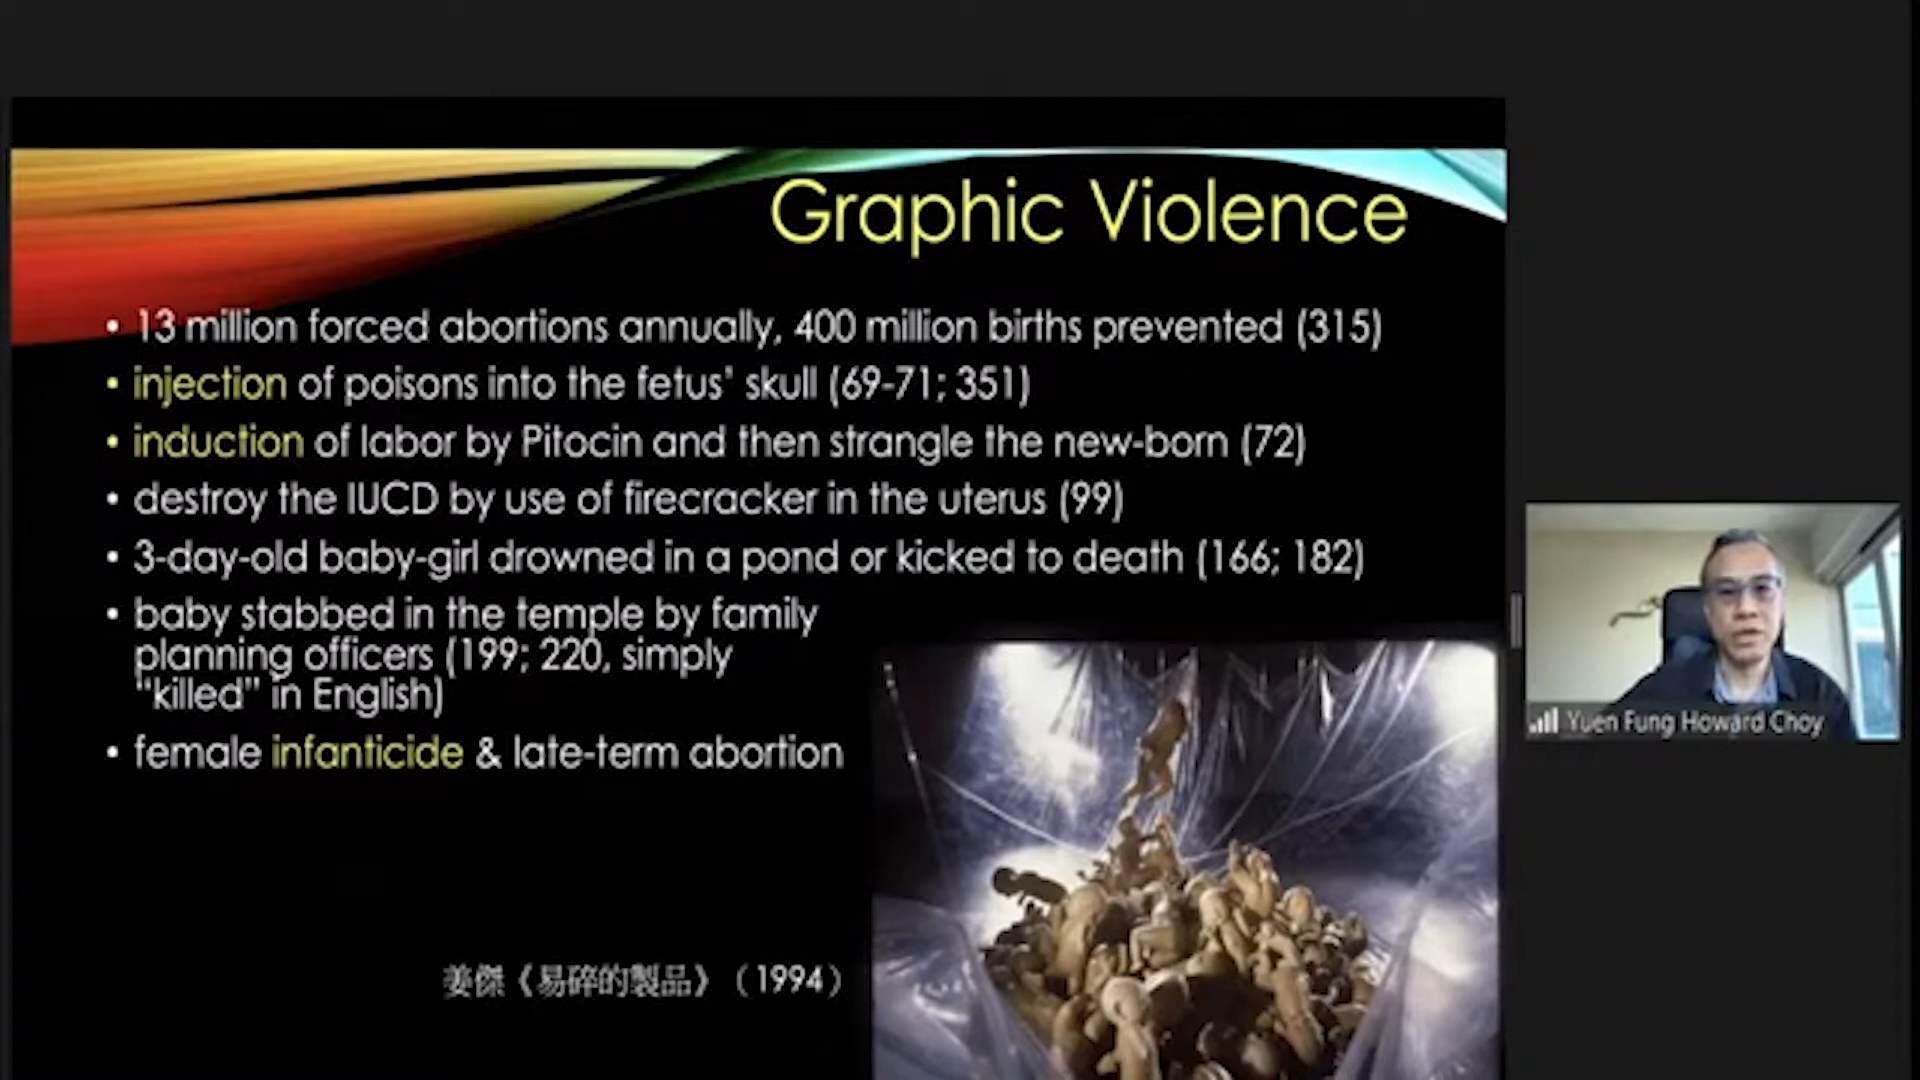 Graphic Violence
• 13 million forced abortions annually, 400 million births prevented (315)
• injection of poisons into the fetus' skull (69-71; 351)
• induction of labor by Pitocin and then strangle the new-born (72)
• destroy the IUCD by use of firecracker in the uterus (99)
• 3-day-old baby-girl drowned in a pond or kicked to death (166; 182)
• baby stabbed in the temple by family
planning officers (199; 220, simply
“killed” in English)
• female infanticide & late-term abortion
姜傑《易碎的製品》（1994）
Yuen Fung Howard Choy